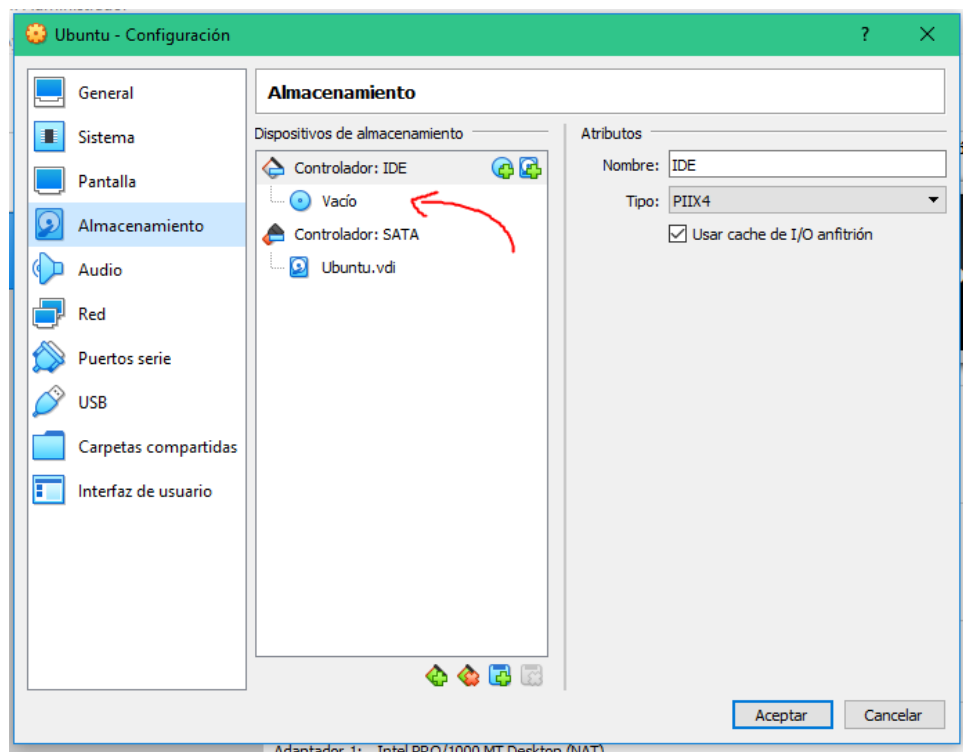 Ubuntu - Configuración
?
General
Sistema
Pantalla
Almacenamiento
Audio
Red
Puertos serie
USB
Carpetas compartidas
Interfaz de usuario
Almacenamiento
Dispositivos de almacenamiento
Controlador: IDE
Vacío
Controlador: SATA
Ubuntu.vdi
Atributos
Nombre: IDE
Tipo: PIIX4
Usar cache de I/O anfitrión
Aceptar
Cancelar
Adaptador 1: Intel PRO/1000 MT Desktop (NAT)